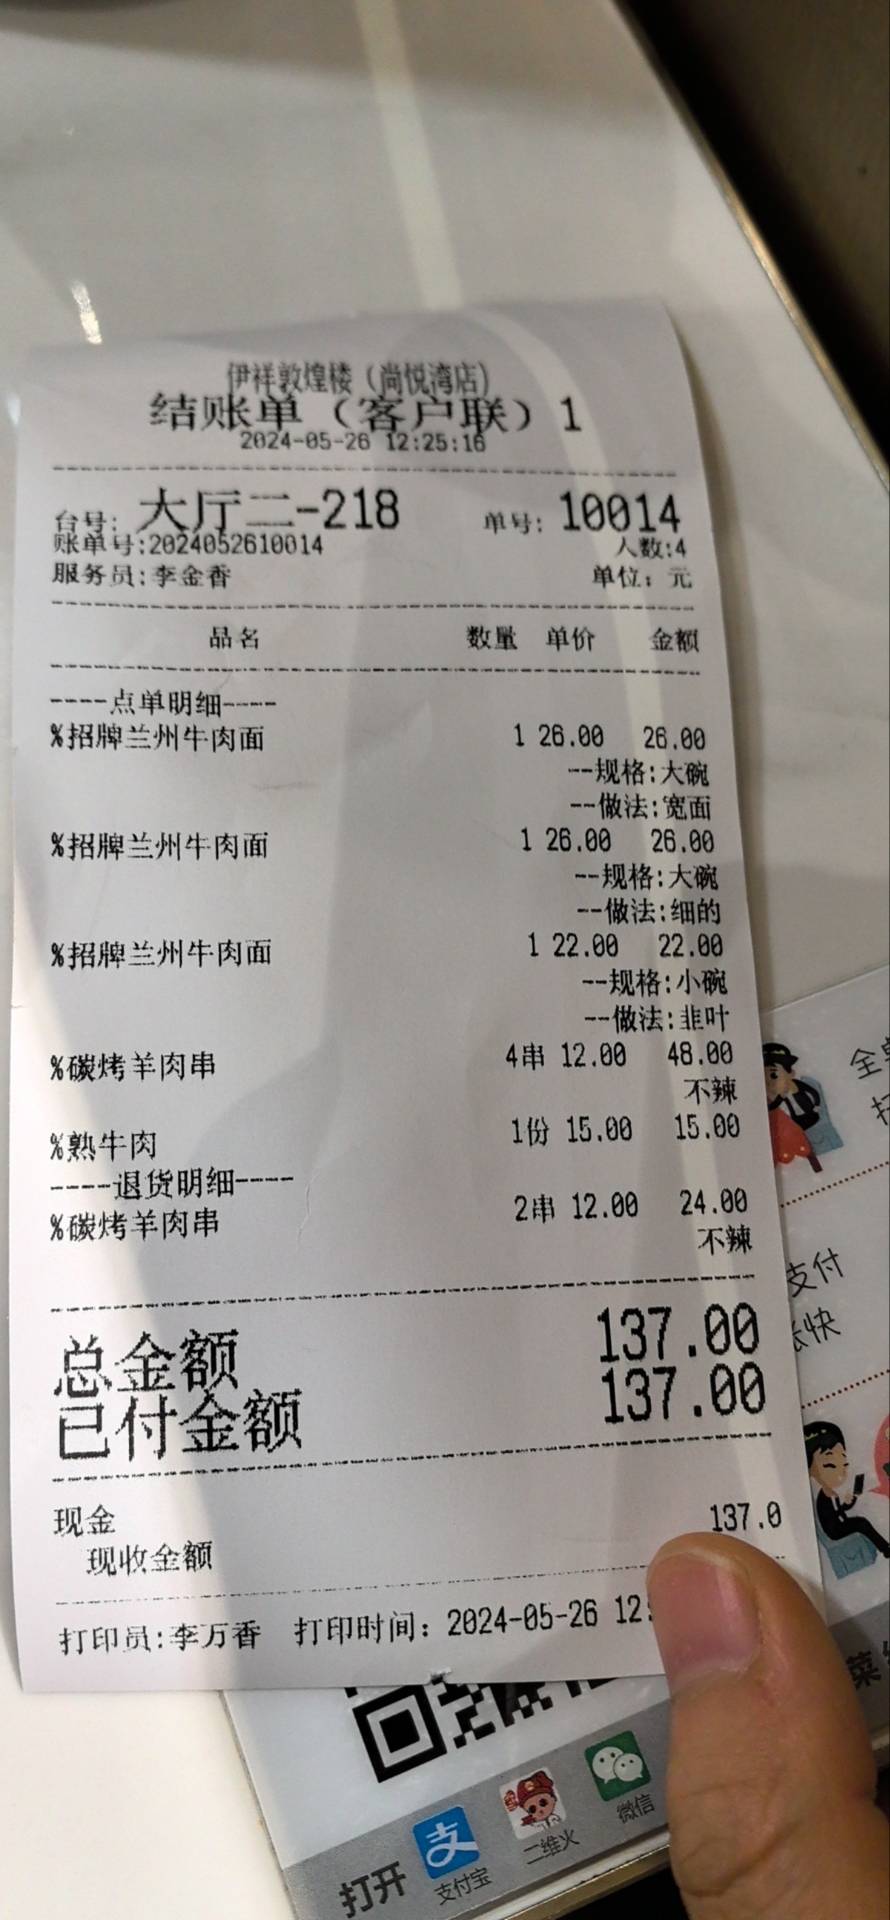 伊祥敦煌楼（尚悦湾店）
结账单（客户联）1
2024-05-26 12:25:16
台号: 大厅二-218 单号: 10014
账单号:2024052610014 人数:4
服务员:李金香 单位：元
品名 数量 单价 金额
----点单明细----
%招牌兰州牛肉面 1 26.00 26.00
--规格:大碗
--做法:宽面
%招牌兰州牛肉面 1 26.00 26.00
--规格:大碗
--做法:细的
%招牌兰州牛肉面 1 22.00 22.00
--规格:小碗
--做法:韭叶
%碳烤羊肉串 4串 12.00 48.00
不辣
%熟牛肉 1份 15.00 15.00
----退货明细----
%碳烤羊肉串 2串 12.00 24.00
不辣
总金额 137.00
已付金额 137.00
现金 137.0
现收金额
打印员:李万香 打印时间：2024-05-26 12:
全
支付
快
菜
打开 支付宝 二维火 微信